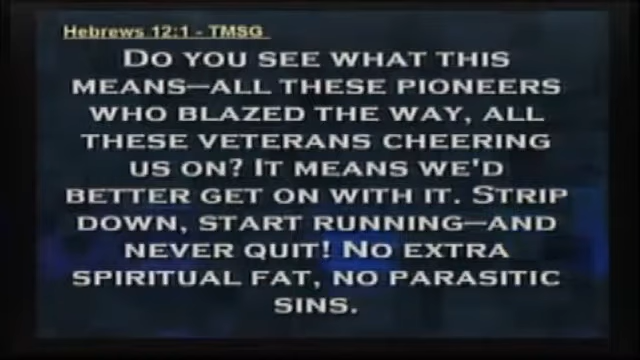 Hebrews 12:1 - TMSG
DO YOU SEE WHAT THIS
MEANS—ALL THESE PIONEERS
WHO BLAZED THE WAY, ALL
THESE VETERANS CHEERING
US ON? IT MEANS WE'D
BETTER GET ON WITH IT. STRIP
DOWN, START RUNNING—AND
NEVER QUIT! NO EXTRA
SPIRITUAL FAT, NO PARASITIC
SINS.